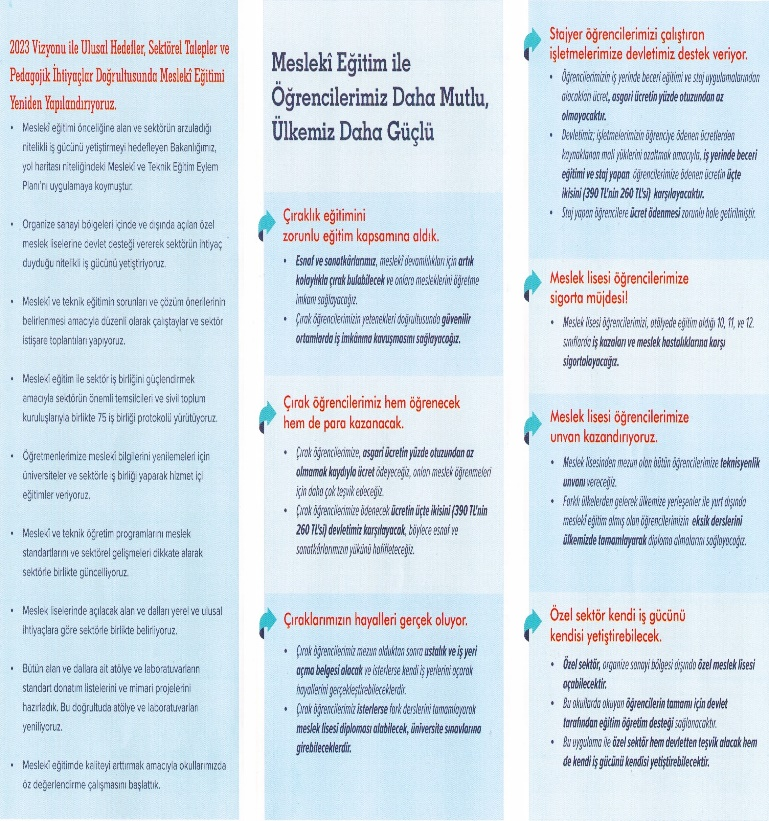 2023 Vizyonu ile Ulusal Hedefler, Sektörel Talepler ve
Pedagojik İhtiyaçlar Doğrultusunda Meslekî Eğitimi
Yeniden Yapılandırıyoruz.
• Meslekî eğitimi önceliğine alan ve sektörün arzuladığı
nitelikli iş gücünü yetiştirmeyi hedefleyen Bakanlığımız,
yol haritası niteliğindeki Meslekî ve Teknik Eğitim Eylem
Planı'nı uygulamaya koymuştur.
• Organize sanayi bölgeleri içinde ve dışında açılan özel
meslek liselerine devlet desteği vererek sektörün ihtiyaç
duyduğu nitelikli iş gücünü yetiştiriyoruz.
• Meslekî ve teknik eğitimin sorunları ve çözüm önerilerinin
belirlenmesi amacıyla düzenli olarak çalıştaylar ve sektör
istişare toplantıları yapıyoruz.
• Meslekî eğitim ile sektör iş birliğini güçlendirmek
amacıyla sektörün önemli temsilcileri ve sivil toplum
kuruluşlarıyla birlikte 75 iş birliği protokolü yürütüyoruz.
• Öğretmenlerimize meslekî bilgilerini yenilemeleri için
üniversiteler ve sektörle iş birliği yaparak hizmet içi
eğitimler veriyoruz.
• Meslekî ve teknik öğretim programlarını meslek
standartlarını ve sektörel gelişmeleri dikkate alarak
sektörle birlikte güncelliyoruz.
• Meslek liselerinde açılacak alan ve dalları yerel ve ulusal
ihtiyaçlara göre sektörle birlikte belirliyoruz.
• Bütün alan ve dallara ait atölye ve laboratuvarların
standart donatım listelerini ve mimari projelerini
hazırladık. Bu doğrultuda atölye ve laboratuvarları
yeniliyoruz.
• Meslekî eğitimde kaliteyi arttırmak amacıyla okullarımızda
öz değerlendirme çalışmasını başlattık.
Meslekî Eğitim ile
Öğrencilerimiz Daha Mutlu,
Ülkemiz Daha Güçlü
Çıraklık eğitimini
zorunlu eğitim kapsamına aldık.
• Esnaf ve sanatkârlarımız, meslekî devamlılıkları için artık
kolaylıkla çırak bulabilecek ve onlara mesleklerini öğretme
imkanı sağlayacağız.
• Çırak öğrencilerimizin yetenekleri doğrultusunda güvenilir
ortamlarda iş imkânına kavuşmasını sağlayacağız.
Çırak öğrencilerimiz hem öğrenecek
hem de para kazanacak.
• Çırak öğrencilerimize, asgari ücretin yüzde otuzundan az
olmamak kaydıyla ücret ödeyeceğiz, onları meslek öğrenmeleri
için daha çok teşvik edeceğiz.
• Çırak öğrencilerimize ödenecek ücretin üçte ikisini (390 TL'nin
260 TL'si) devletimiz karşılayacak, böylece esnaf ve
sanatkârlarımızın yükünü hafifleteceğiz.
Çıraklarımızın hayalleri gerçek oluyor.
• Çırak öğrencilerimiz mezun olduktan sonra ustalık ve iş yeri
açma belgesi alacak ve isterlerse kendi iş yerlerini açarak
hayallerini gerçekleştirebileceklerdir.
• Çırak öğrencilerimiz isterlerse fark derslerini tamamlayarak
meslek lisesi diploması alabilecek, üniversite sınavlarına
girebileceklerdir.
Stajyer öğrencilerimizi çalıştıran
işletmelerimize devletimiz destek veriyor.
• Öğrencilerimizin iş yerinde beceri eğitimi ve staj uygulamalarından
alacakları ücret, asgari ücretin yüzde otuzundan az
olmayacaktır.
• Devletimiz; işletmelerimizin öğrenciye ödenen ücretlerden
kaynaklanan mali yüklerini azaltmak amacıyla, iş yerinde beceri
eğitimi ve staj yapan öğrencilerimize ödenen ücretin üçte
ikisini (390 TL'nin 260 TL'si) karşılayacaktır.
• Staj yapan öğrencilere ücret ödenmesi zorunlu hale getirilmiştir.
Meslek lisesi öğrencilerimize
sigorta müjdesi!
• Meslek lisesi öğrencilerimizi, atölyede eğitim aldığı 10, 11, ve 12.
sınıflarda iş kazaları ve meslek hastalıklarına karşı
sigortalayacağız.
Meslek lisesi öğrencilerimize
unvan kazandırıyoruz.
• Meslek lisesinden mezun olan bütün öğrencilerimize teknisyenlik
unvanı vereceğiz.
• Farklı ülkelerden gelerek ülkemize yerleşenler ile yurt dışında
meslekî eğitim almış olan öğrencilerimizin eksik derslerini
ülkemizde tamamlayarak diploma almalarını sağlayacağız.
Özel sektör kendi iş gücünü
kendisi yetiştirebilecek.
• Özel sektör, organize sanayi bölgesi dışında özel meslek lisesi
açabilecektir.
• Bu okullarda okuyan öğrencilerin tamamı için devlet
tarafından eğitim öğretim desteği sağlanacaktır.
• Bu uygulama ile özel sektör hem devletten teşvik alacak hem
de kendi iş gücünü kendisi yetiştirebilecektir.